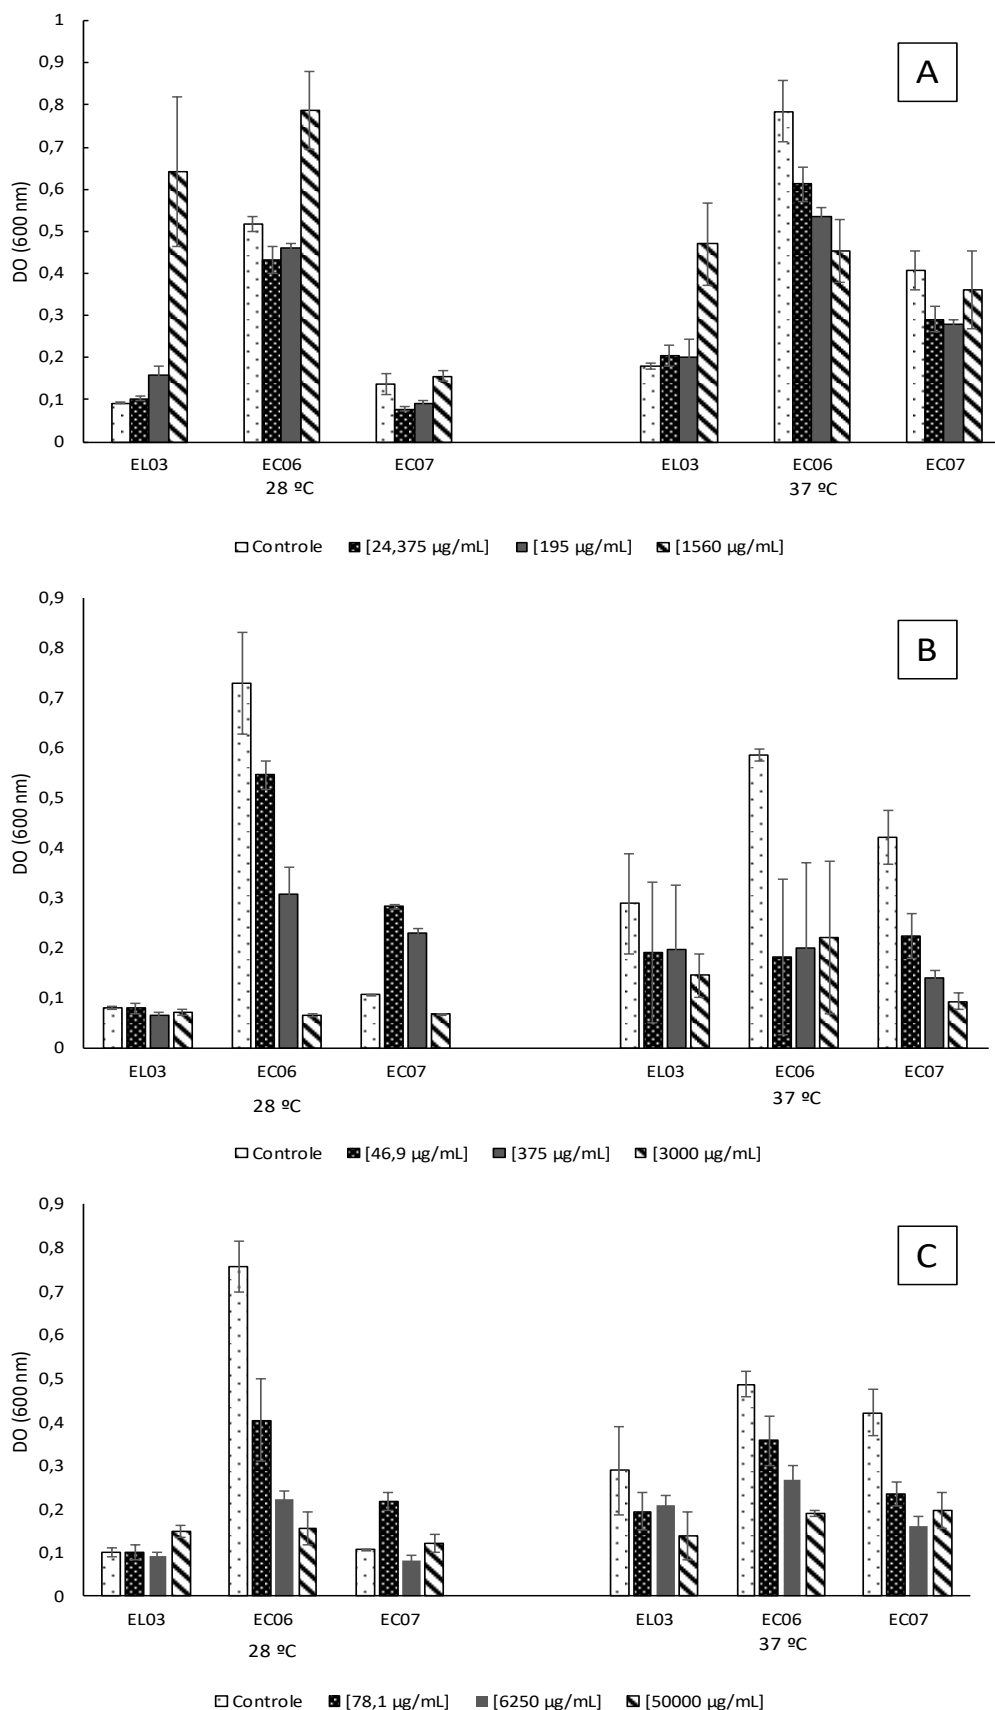 1
0,9
0,8
0,7
0,6
0,5
0,4
0,3
0,2
0,1
0
DO (600 nm)
A
EL03 EC06 EC07 EL03 EC06 EC07
28 ºC 37 ºC
Controle [24,375 µg/mL] [195 µg/mL] [1560 µg/mL]
0,9
0,8
0,7
0,6
0,5
0,4
0,3
0,2
0,1
0
DO (600 nm)
B
EL03 EC06 EC07 EL03 EC06 EC07
28 ºC 37 ºC
Controle [46,9 µg/mL] [375 µg/mL] [3000 µg/mL]
0,9
0,8
0,7
0,6
0,5
0,4
0,3
0,2
0,1
0
DO (600 nm)
C
EL03 EC06 EC07 EL03 EC06 EC07
28 ºC 37 ºC
Controle [78,1 µg/mL] [6250 µg/mL] [50000 µg/mL]